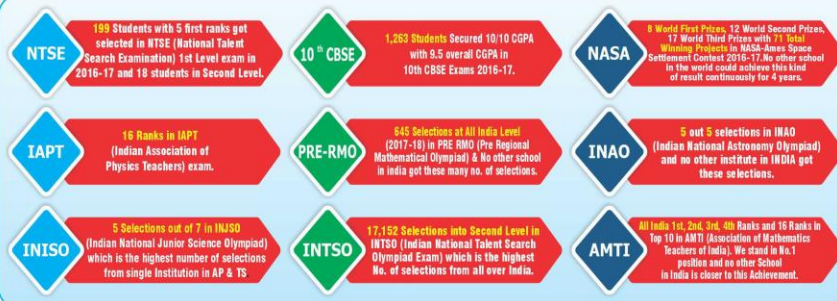 NTSE
199 Students with 5 first ranks got
selected in NTSE (National Talent
Search Examination) 1st Level exam in
2016-17 and 18 students in Second Level.
10 th CBSE
1,263 Students Secured 10/10 CGPA
with 9.5 overall CGPA in
10th CBSE Exams 2016-17.
NASA
8 World First Prizes, 12 World Second Prizes,
17 World Third Prizes with 71 Total
Winning Projects in NASA-Ames Space
Settlement Contest 2016-17.No other school
in the world could achieve this kind
of result continuously for 4 years.
IAPT
16 Ranks in IAPT
(Indian Association of
Physics Teachers) exam.
PRE-RMO
645 Selections at All India Level
(2017-18) in PRE RMO (Pre Regional
Mathematical Olympiad) & No other school
in india got these many no. of selections.
INAO
5 out 5 selections in INAO
(Indian National Astronomy Olympiad)
and no other institute in INDIA got
these selections.
INJSO
5 Selections out of 7 in INJSO
(Indian National Junior Science Olympiad)
which is the highest number of selections
from single Institution in AP & TS
INTSO
17,152 Selections into Second Level in
INTSO (Indian National Talent Search
Olympiad Exam) which is the highest
No. of selections from all over India.
AMTI
All India 1st, 2nd, 3rd, 4th Ranks and 16 Ranks in
Top 10 in AMTI (Association of Mathematics
Teachers of India). We stand in No.1
position and no other School
in India is closer to this Achievement.